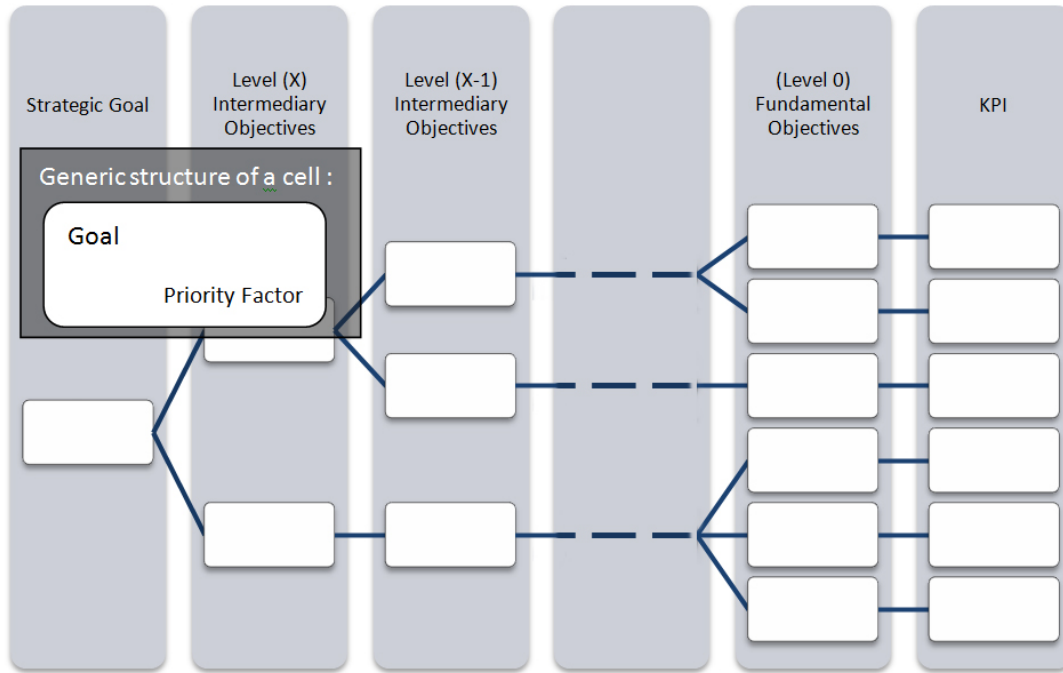 Strategic Goal
Level (X)
Intermediary
Objectives
Level (X-1)
Intermediary
Objectives
(Level 0)
Fundamental
Objectives
KPI
Generic structure of a cell :
Goal
Priority Factor